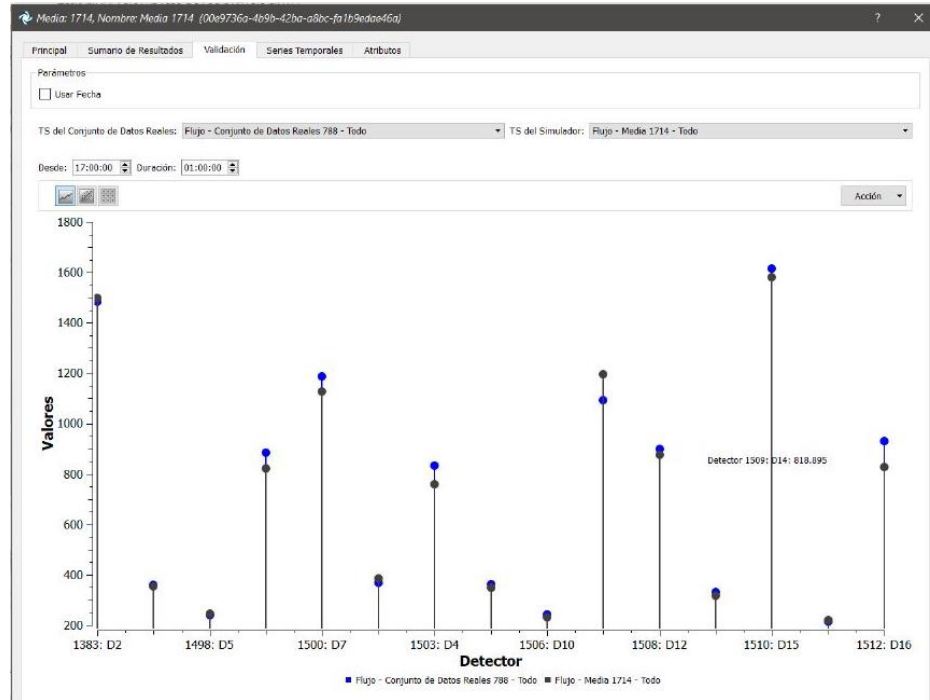 Media: 1714, Nombre: Media 1714 (00e9736a-4b9b-42ba-a8bc-fa1b9edae46a) ? ×
Principal Sumario de Resultados Validación Series Temporales Atributos
Parámetros
Usar Fecha
TS del Conjunto de Datos Reales: Flujo - Conjunto de Datos Reales 788 - Todo TS del Simulador: Flujo - Media 1714 - Todo
Desde: 17:00:00 Duración: 01:00:00
Acción
1800
1600
1400
1200
1000
800
600
400
200
Valores
Detector 1509: D14: 818.895
1383: D2 1498: D5 1500: D7 1503: D4 1506: D10 1508: D12 1510: D15 1512: D16
Detector
Flujo - Conjunto de Datos Reales 788 - Todo Flujo - Media 1714 - Todo